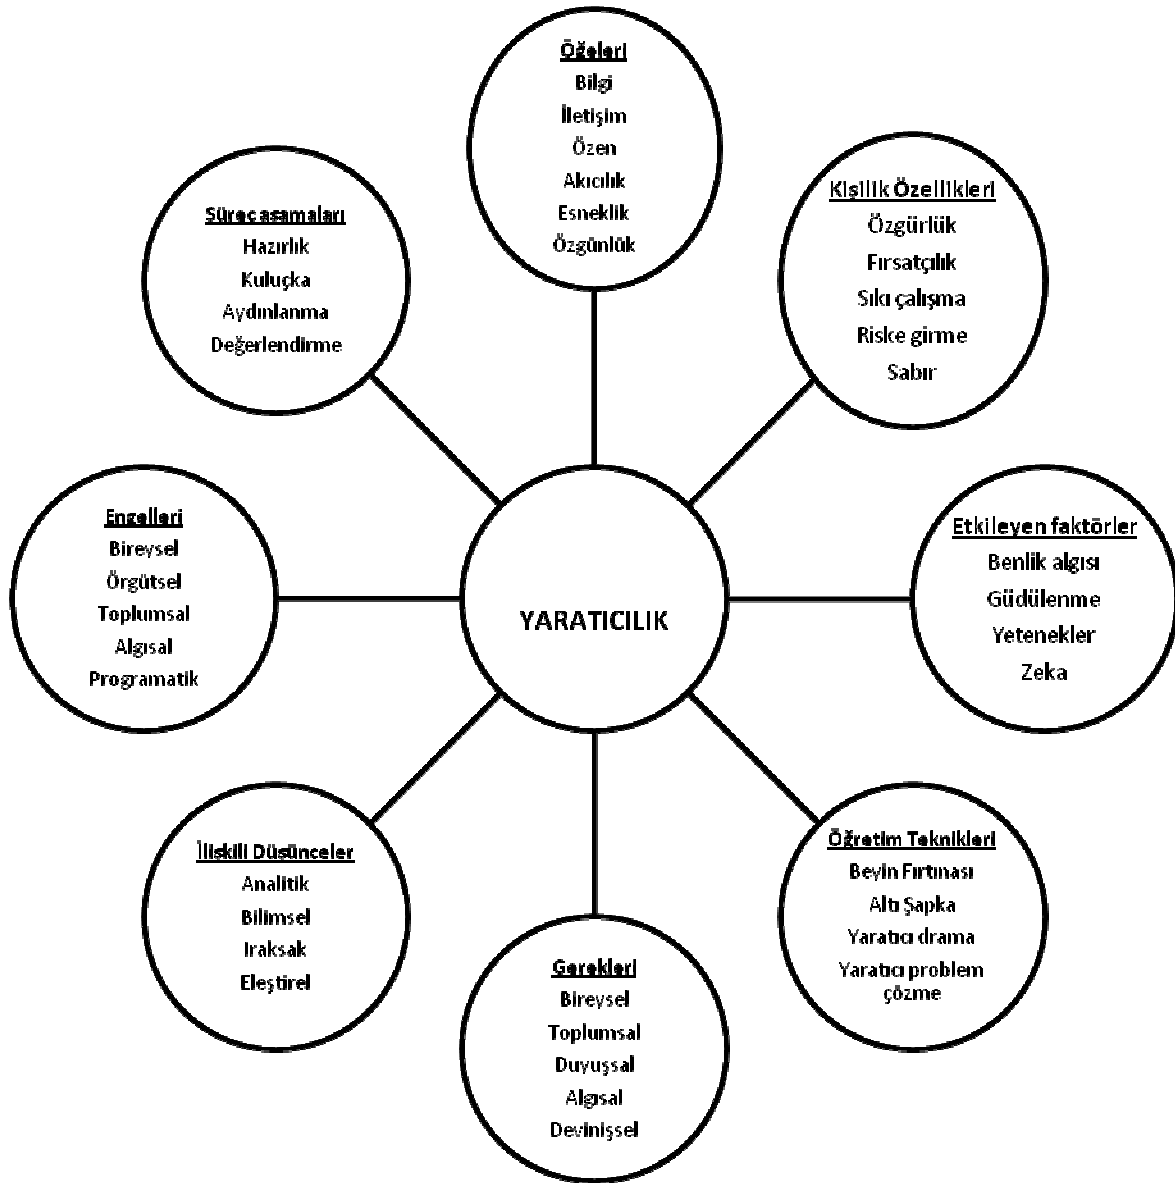 Öğeleri
Bilgi
İletişim
Özen
Akıcılık
Esneklik
Özgünlük
Kişilik Özellikleri
Özgürlük
Fırsatçılık
Sıkı çalışma
Riske girme
Sabır
Etkileyen faktörler
Benlik algısı
Güdülenme
Yetenekler
Zeka
Öğretim Teknikleri
Beyin Fırtınası
Altı Şapka
Yaratıcı drama
Yaratıcı problem
çözme
Gerekleri
Bireysel
Toplumsal
Duyuşsal
Algısal
Devinişsel
İlişkili Düşünceler
Analitik
Bilimsel
Iraksak
Eleştirel
Engelleri
Bireysel
Örgütsel
Toplumsal
Algısal
Programatik
Süreç aşamaları
Hazırlık
Kuluçka
Aydınlanma
Değerlendirme
YARATICILIK